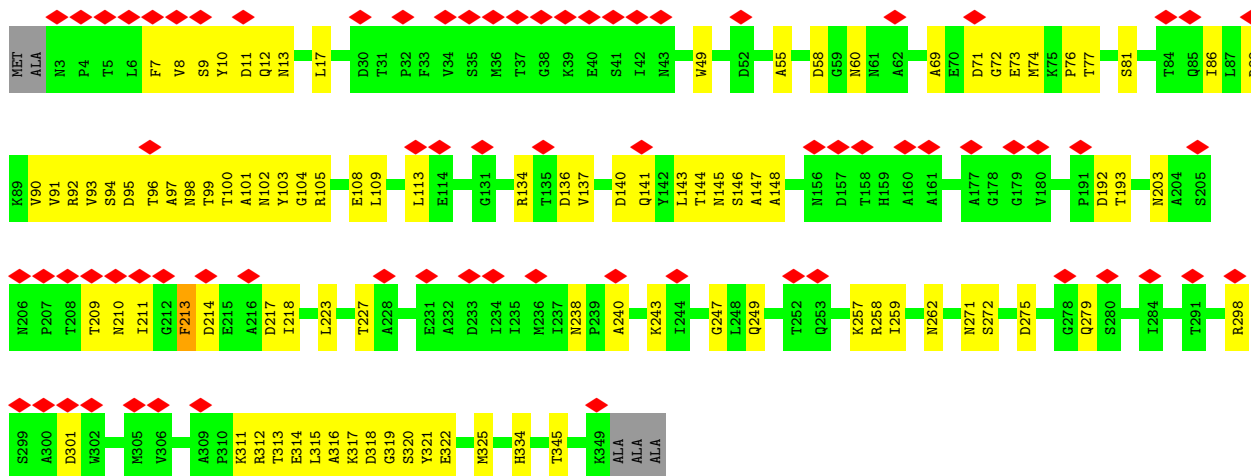 MET ALA N3 P4 T5 L6 F7 V8 S9 Y10 D11 Q12 N13 L17 D30 T31 P32 F33 V34 S35 M36 T37 G38 K39 E40 S41 I42 N43 W49 D52 A55 D58 G59 N60 N61 A62 A69 E70 D71 G72 E73 M74 K75 P76 T77 S81 T84 Q85 I86 L87
K89 V90 V91 R92 V93 S94 D95 T96 A97 N98 T99 T100 A101 N102 Y103 G104 R105 E108 L109 L113 E114 G131 R134 T135 D136 V137 D140 Q141 Y142 L143 T144 N145 S146 A147 A148 N156 D157 T158 H159 A160 A161 A177 G178 G179 V180 P191 D192 T193 N203 A204 S205
N206 P207 T208 T209 N210 I211 G212 F213 D214 E215 A216 D217 I218 L223 T227 A228 E231 A232 D233 I234 I235 M236 I237 N238 P239 A240 K243 I244 G247 L248 Q249 T252 Q253 K257 R258 I259 N262 N271 S272 D275 G278 Q279 S280 I284 T291 R298
S299 A300 D301 W302 M305 V306 A309 P310 K311 R312 T313 E314 L315 A316 K317 D318 G319 S320 Y321 E322 M325 H334 T345 K349 ALA ALA ALA